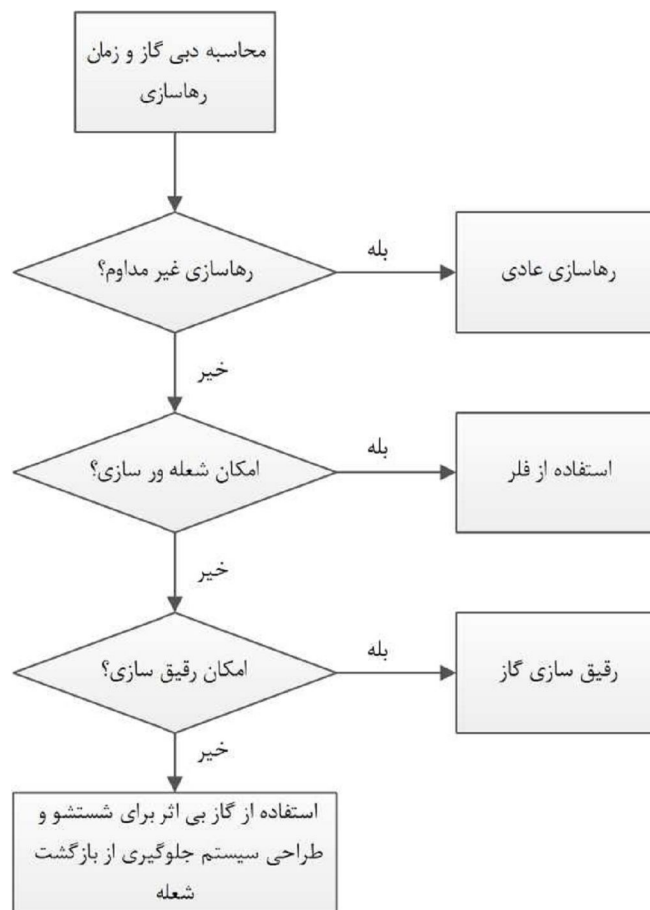 محاسبه دبی گاز و زمان
رهاسازی
رهاسازی غیر مداوم؟
بله
رهاسازی عادی
خیر
امکان شعله ور سازی؟
بله
استفاده از فلر
خیر
امکان رقیق سازی؟
بله
رقیق سازی گاز
خیر
استفاده از گاز بی اثر برای شستشو و
طراحی سیستم جلوگیری از بازگشت
شعله